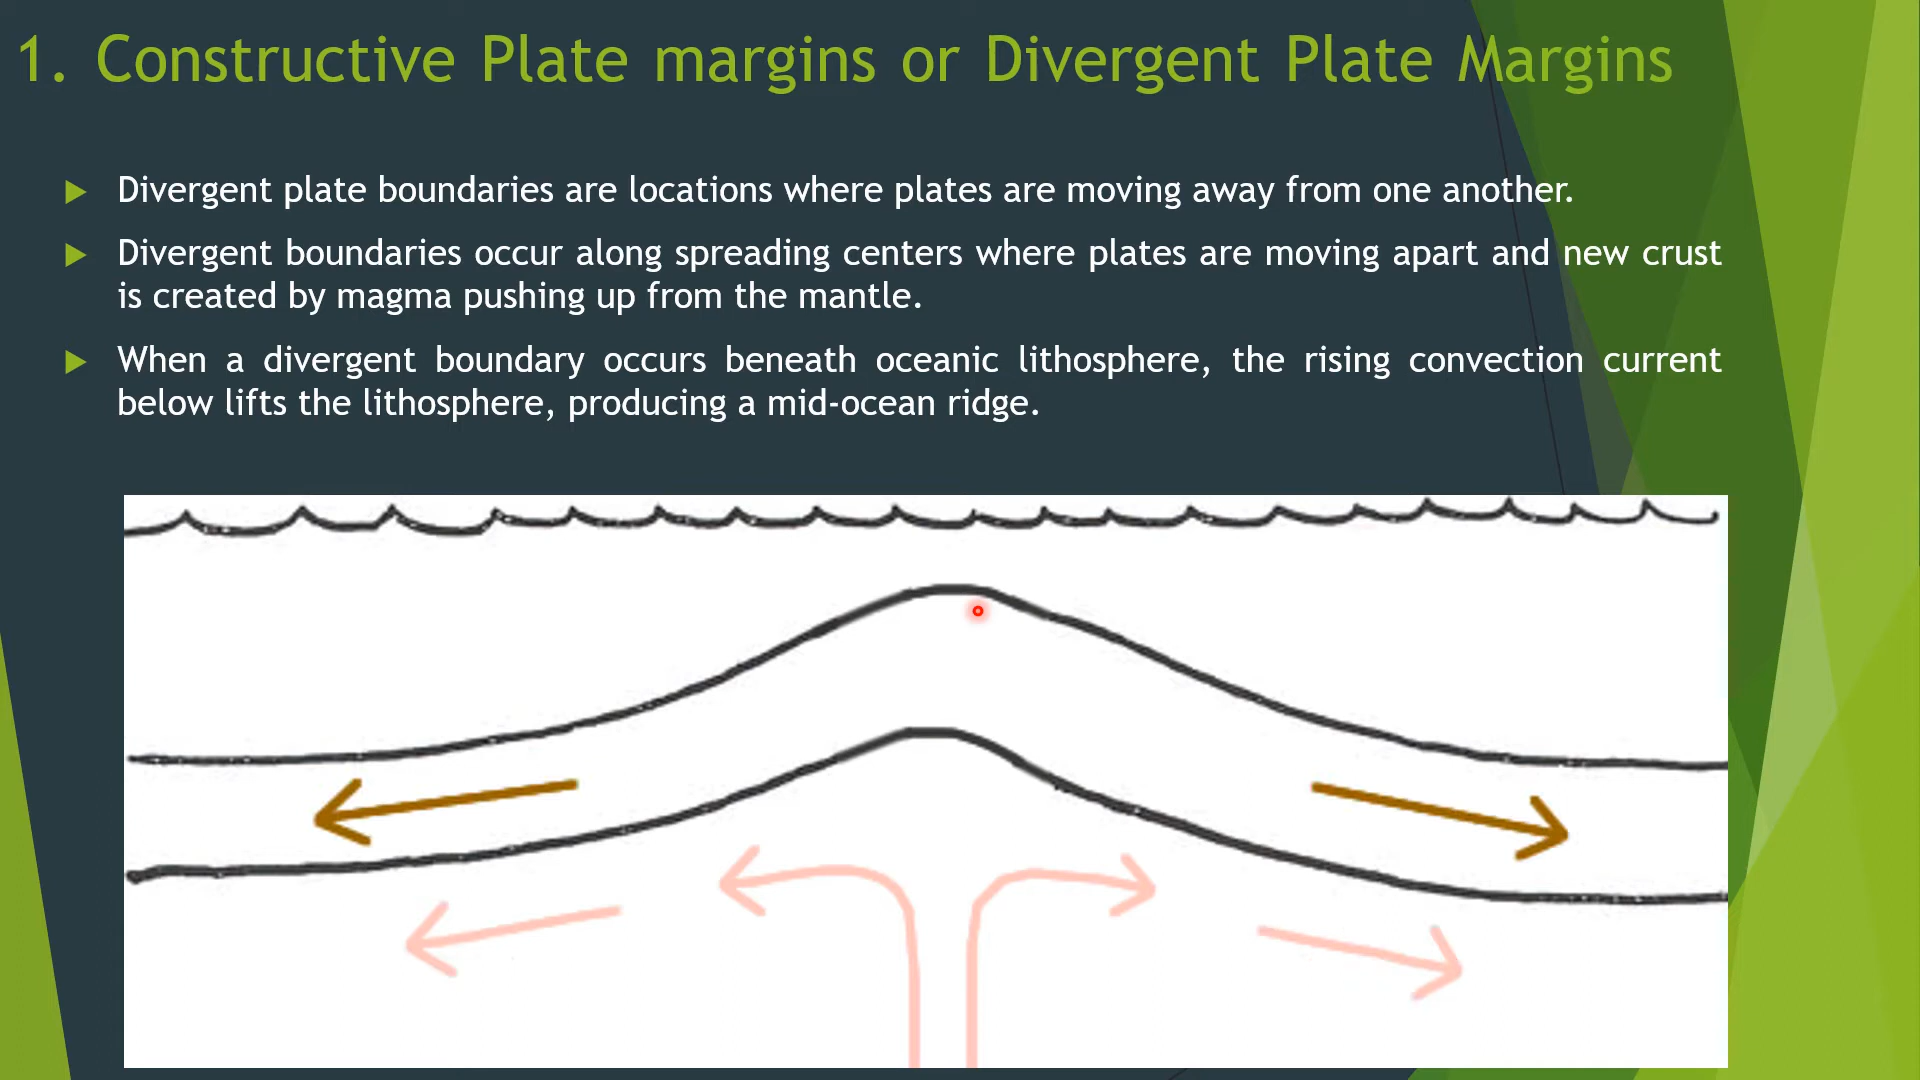 1. Constructive Plate margins or Divergent Plate Margins
Divergent plate boundaries are locations where plates are moving away from one another.
Divergent boundaries occur along spreading centers where plates are moving apart and new crust
is created by magma pushing up from the mantle.
When a divergent boundary occurs beneath oceanic lithosphere, the rising convection current
below lifts the lithosphere, producing a mid-ocean ridge.